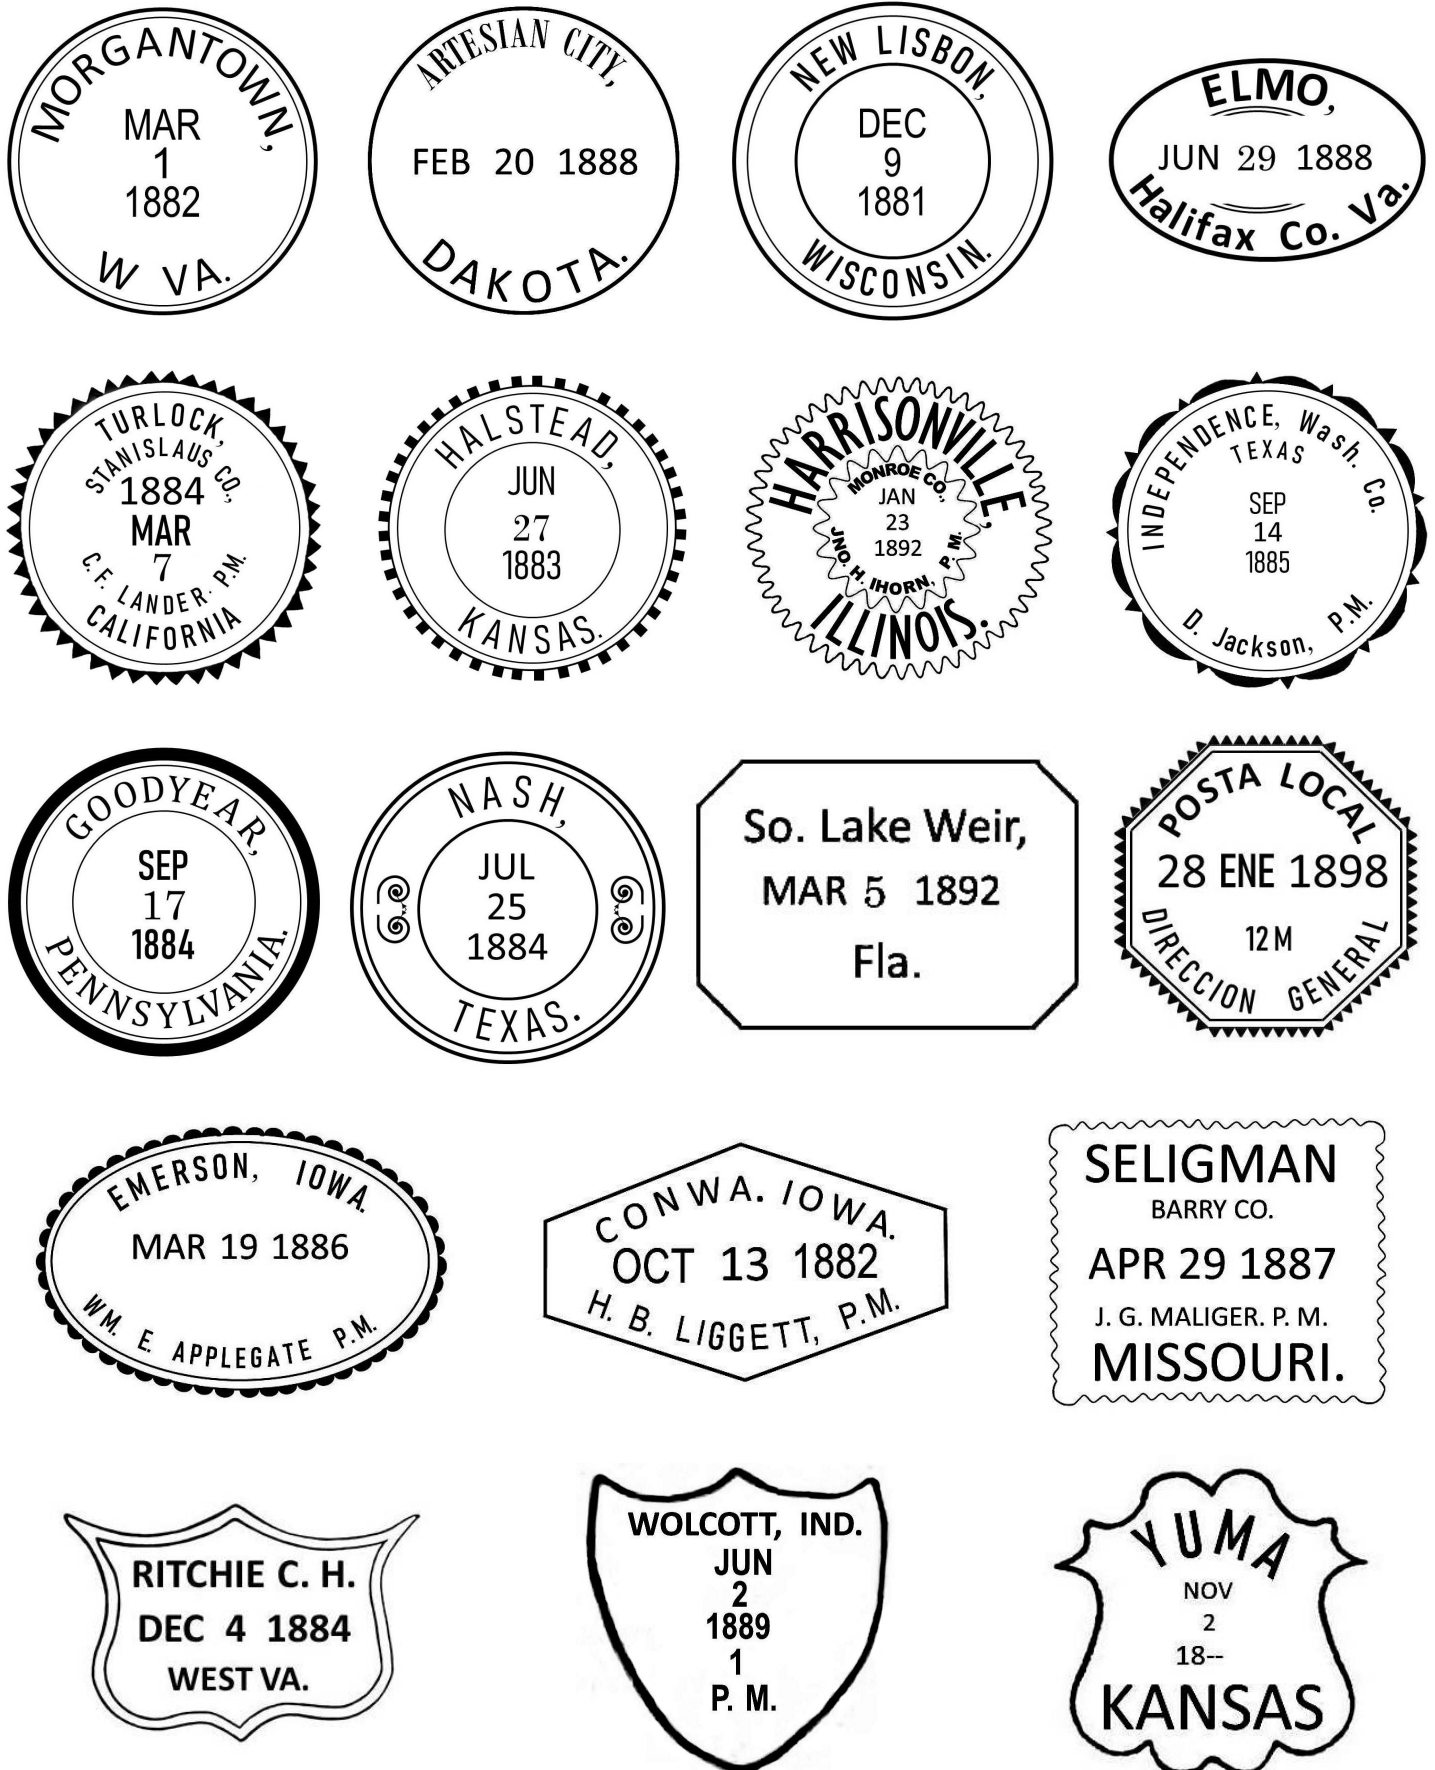 MORGANTOWN,
MAR
1
1882
W VA.
ARTESIAN CITY,
FEB 20 1888
DAKOTA.
NEW LISBON,
DEC
9
1881
WISCONSIN.
ELMO,
JUN 29 1888
Halifax Co. Va.
TURLOCK,
STANISLAUS CO.,
1884
MAR
7
C. F. LANDER. P.M.
CALIFORNIA
HALSTEAD,
JUN
27
1883
KANSAS.
HARRISONVILLE,
MONROE CO.,
JAN
23
1892
JNO. H. IHORN, P. M.
ILLINOIS.
INDEPENDENCE, Wash. Co.
TEXAS
SEP
14
1885
D. Jackson, P.M.
GOODYEAR,
SEP
17
1884
PENNSYLVANIA.
NASH,
JUL
25
1884
TEXAS.
So. Lake Weir,
MAR 5 1892
Fla.
POSTA LOCAL
28 ENE 1898
12 M
DIRECCION GENERAL
EMERSON, IOWA.
MAR 19 1886
WM. E. APPLEGATE P.M.
CONWA. IOWA.
OCT 13 1882
H. B. LIGGETT, P.M.
SELIGMAN
BARRY CO.
APR 29 1887
J. G. MALIGER. P. M.
MISSOURI.
RITCHIE C. H.
DEC 4 1884
WEST VA.
WOLCOTT, IND.
JUN
2
1889
1
P. M.
YUMA
NOV
2
18--
KANSAS